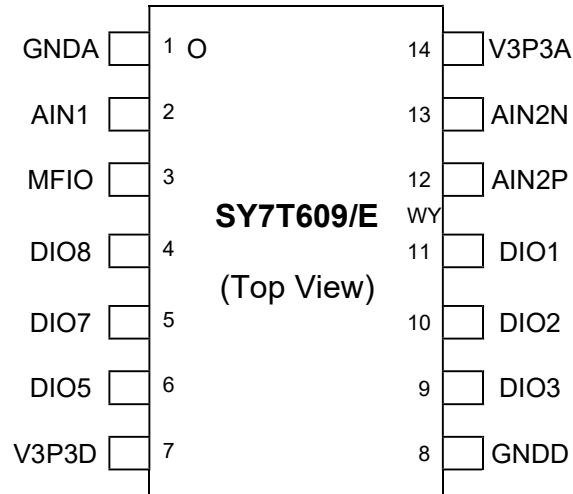 GNDA 1 O 14 V3P3A
AIN1 2 13 AIN2N
MFIO 3 12 AIN2P
SY7T609/E WY
DIO8 4 11 DIO1
(Top View)
DIO7 5 10 DIO2
DIO5 6 9 DIO3
V3P3D 7 8 GNDD